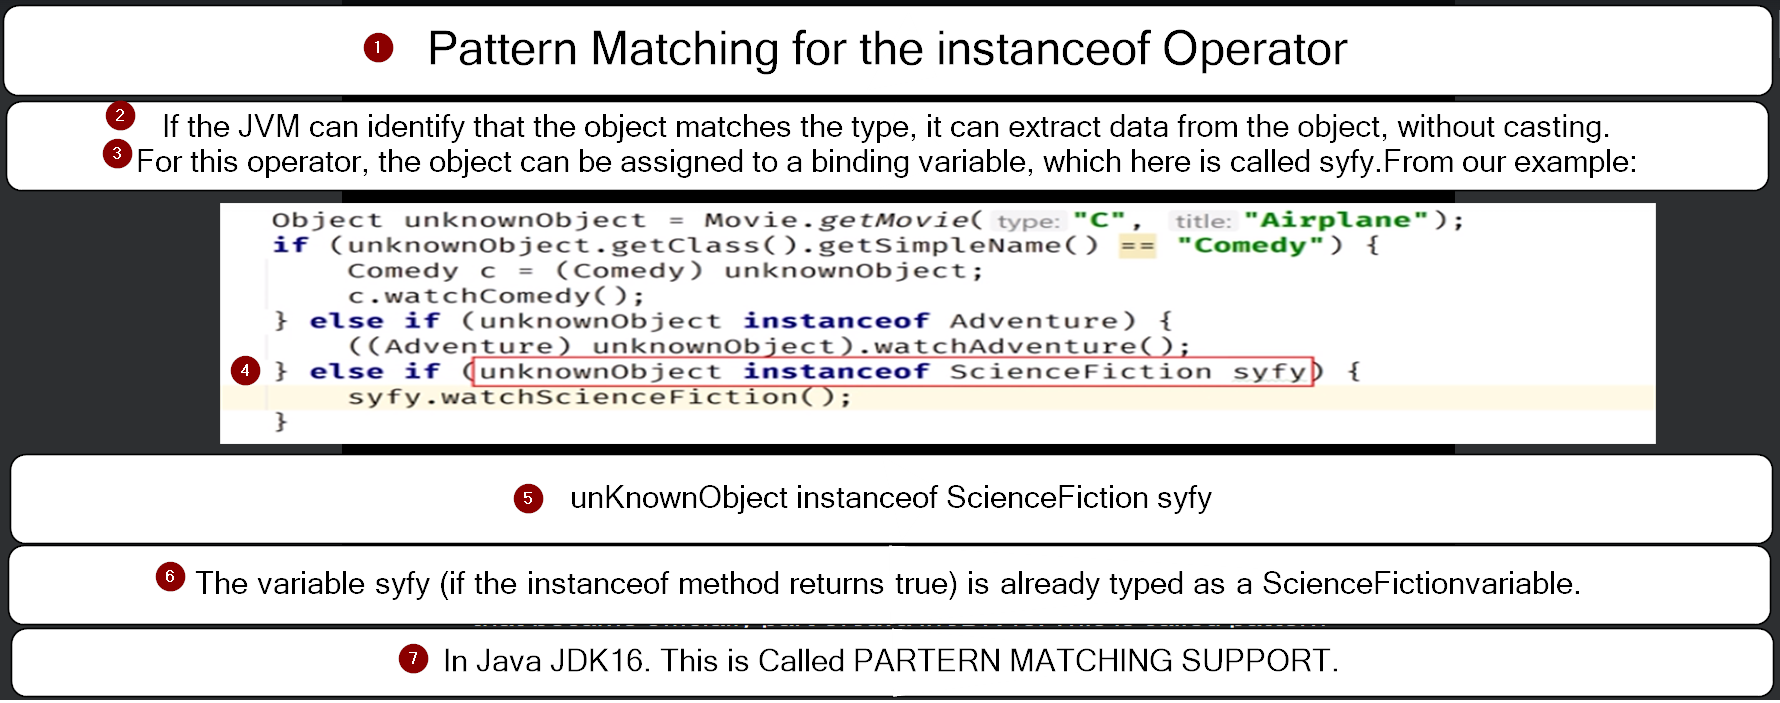 1 Pattern Matching for the instanceof Operator
2 If the JVM can identify that the object matches the type, it can extract data from the object, without casting.
3 For this operator, the object can be assigned to a binding variable, which here is called syfy.From our example:
Object unknownObject = Movie.getMovie( type: "C", title: "Airplane");
if (unknownObject.getClass().getSimpleName() == "Comedy") {
Comedy c = (Comedy) unknownObject;
c.watchComedy();
} else if (unknownObject instanceof Adventure) {
((Adventure) unknownObject).watchAdventure();
4 } else if (unknownObject instanceof ScienceFiction syfy) {
syfy.watchScienceFiction();
}
5 unKnownObject instanceof ScienceFiction syfy
6 The variable syfy (if the instanceof method returns true) is already typed as a ScienceFictionvariable.
7 In Java JDK16. This is Called PARTERN MATCHING SUPPORT.